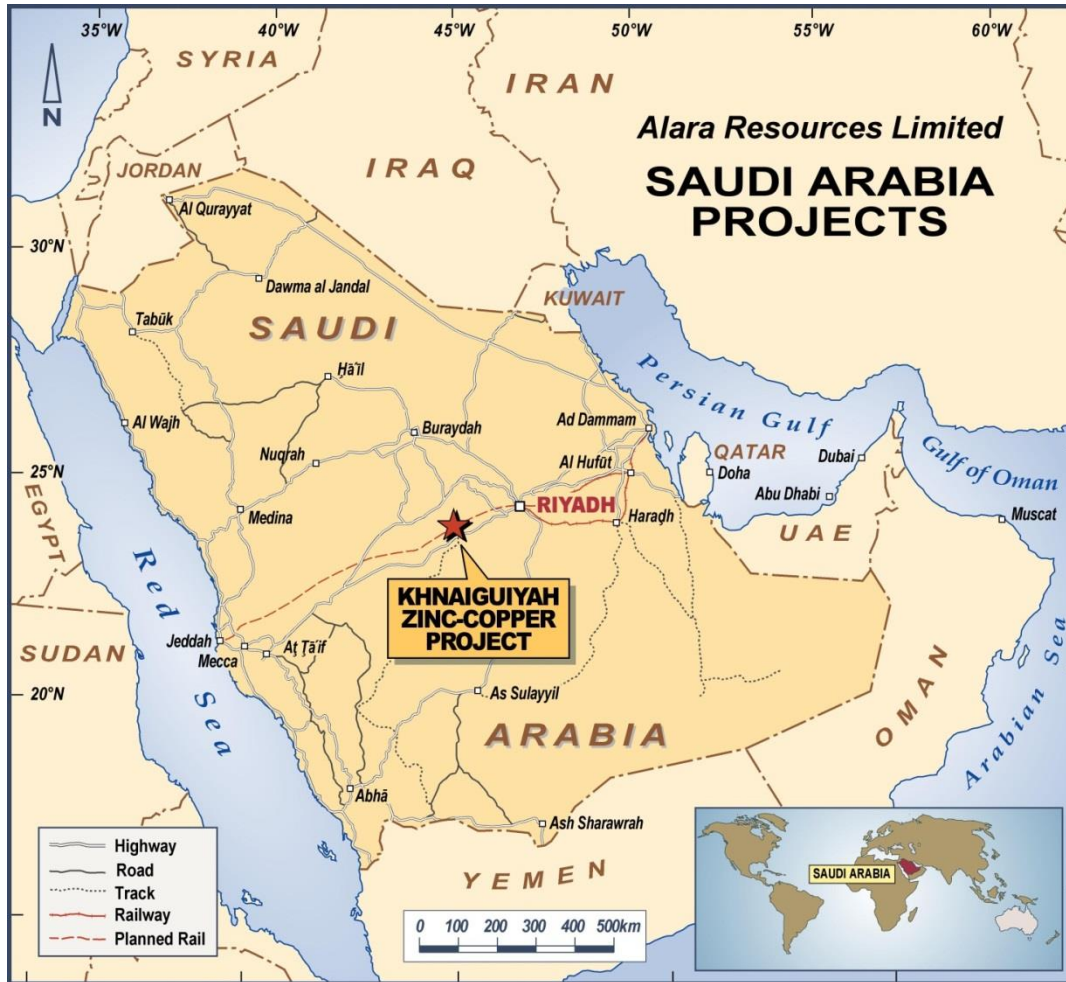 35°W
40°W
45°W
50°W
55°W
60°W
SYRIA
IRAN
N
Alara Resources Limited
SAUDI ARABIA
PROJECTS
JORDAN
IRAQ
Al Qurayyat
30°N
Dawma al Jandal
KUWAIT
Tabūk
SAUDI
Ḥā'il
Persian Gulf
Al Wajh
Buraydah
Ad Dammam
Nuqrah
Al Hufūt
QATAR
Dubai
Gulf of Oman
25°N
Doha
Abu Dhabi
EGYPT
Medina
RIYADH
Haraḍh
Muscat
UAE
Red Sea
KHNAIGUIYAH
ZINC-COPPER
PROJECT
Jeddah
Mecca
Aţ Ţā'if
SUDAN
20°N
As Sulayyil
OMAN
Arabian Sea
ARABIA
Abhā
Ash Sharawrah
YEMEN
Highway
Road
Track
Railway
Planned Rail
0 100 200 300 400 500km
SAUDI ARABIA